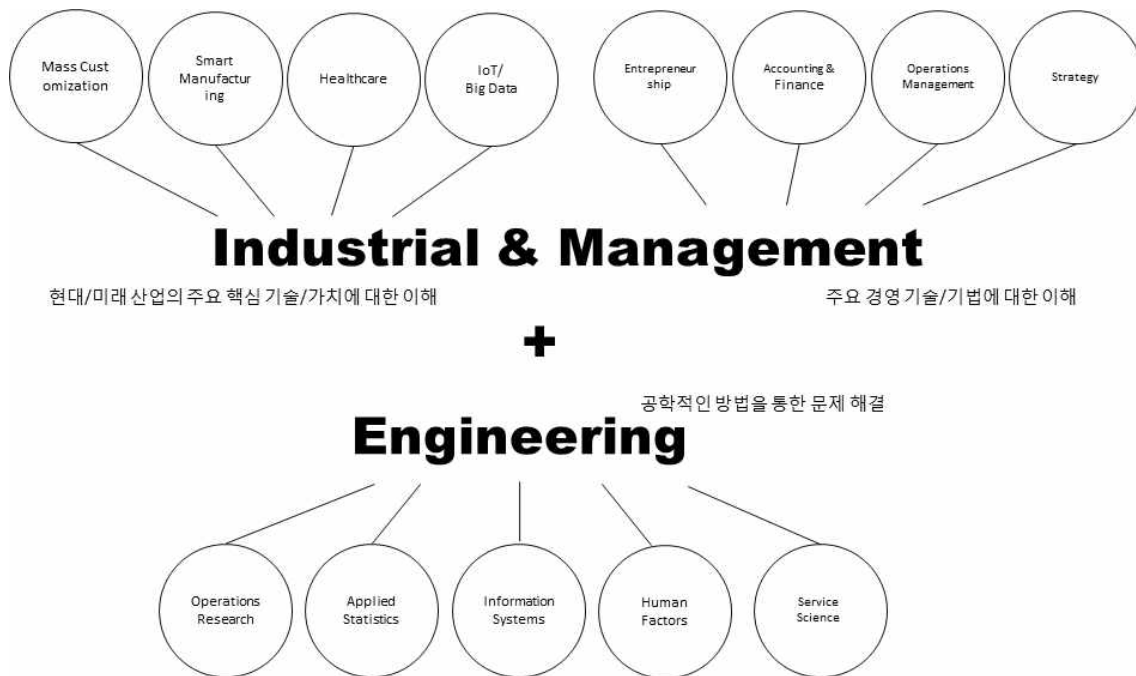 Mass Cust
omization
Smart
Manufactur
ing
Healthcare
IoT/
Big Data
Entrepreneur
ship
Accounting &
Finance
Operations
Management
Strategy
Industrial & Management
현대/미래 산업의 주요 핵심 기술/가치에 대한 이해
주요 경영 기술/기법에 대한 이해
+
공학적인 방법을 통한 문제 해결
Engineering
Operations
Research
Applied
Statistics
Information
Systems
Human
Factors
Service
Science